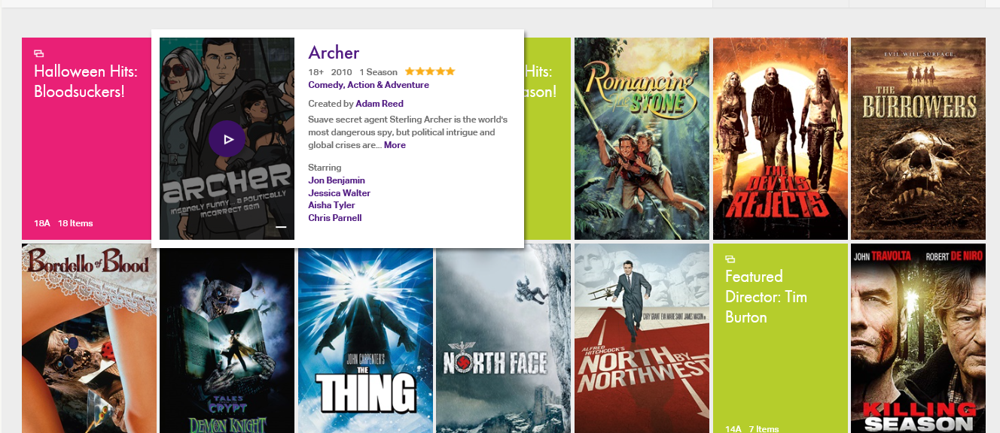 Halloween Hits:
Bloodsuckers!
18A 18 Items
ARCHER
INSANELY FUNNY... A POLITICALLY
INCORRECT GEM
Archer
18+ 2010 1 Season
Comedy, Action & Adventure
Created by Adam Reed
Suave secret agent Sterling Archer is the world's
most dangerous spy, but political intrigue and
global crises are... More
Starring
Jon Benjamin
Jessica Walter
Aisha Tyler
Chris Parnell
Hits:
ason!
Romancing
the STONE
THE
DEVIL'S
REJECTS
EVIL WILL SURFACE
THE
BURROWERS
Bordello of Blood
TALES
FROM THE
CRYPT
DEMON KNIGHT
JOHN CARPENTER'S
THE
THING
NORTH FACE
CARY GRANT EVA MARIE SAINT JAMES MASON
ALFRED
HITCHCOCK'S
NORTH BY
NORTHWEST
Featured
Director: Tim
Burton
14A 7 Items
JOHN TRAVOLTA ROBERT DE NIRO
KILLING
SEASON